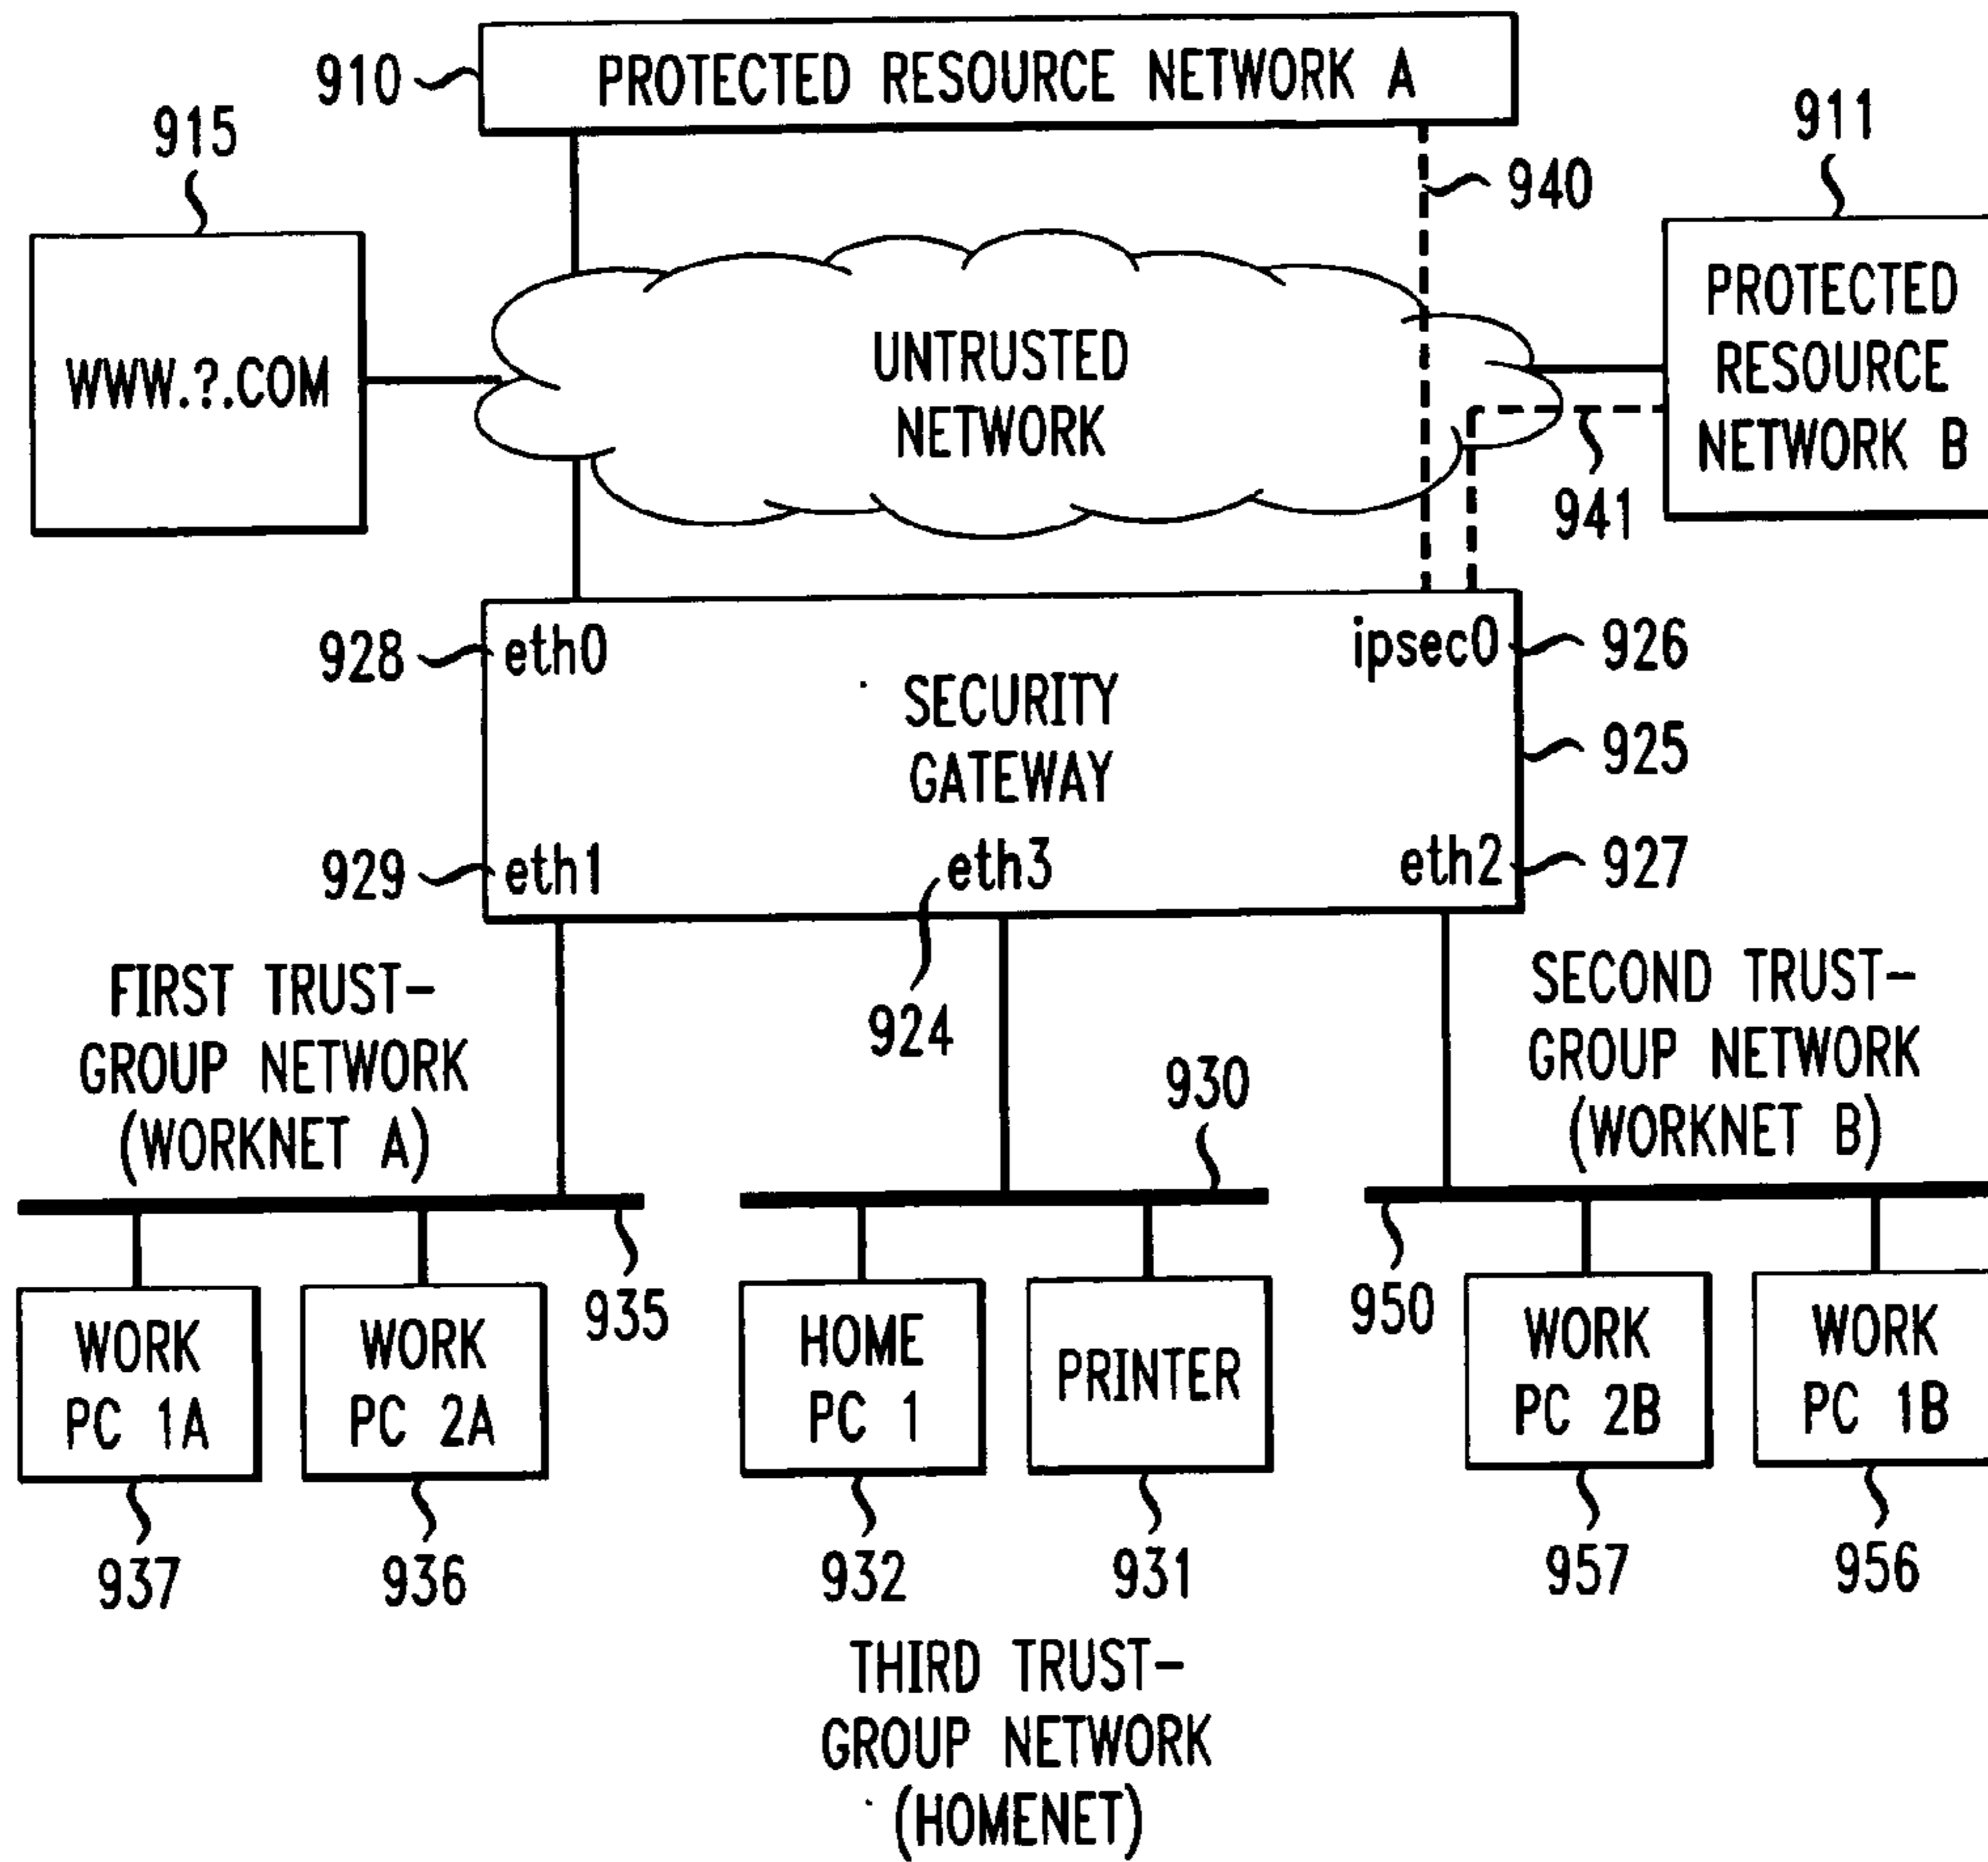 910
PROTECTED RESOURCE NETWORK A
915
911
940
WWW.?.COM
UNTRUSTED
NETWORK
PROTECTED
RESOURCE
NETWORK B
941
928
eth0
ipsec0
926
SECURITY
GATEWAY
925
929
eth1
eth3
eth2
927
924
FIRST TRUST-
GROUP NETWORK
(WORKNET A)
930
SECOND TRUST-
GROUP NETWORK
(WORKNET B)
935
950
WORK
PC 1A
WORK
PC 2A
HOME
PC 1
PRINTER
WORK
PC 2B
WORK
PC 1B
937
936
932
931
957
956
THIRD TRUST-
GROUP NETWORK
(HOMENET)